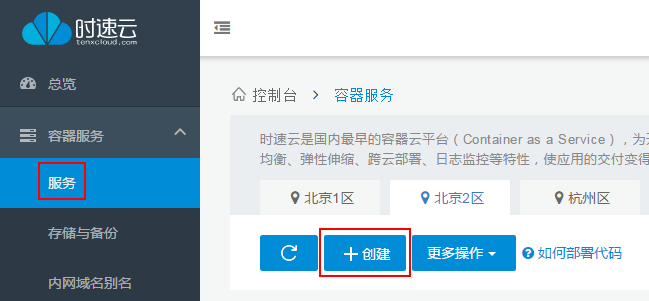 时速云
tenxcloud.com
总览
容器服务
服务
存储与备份
内网域名别名
控制台 > 容器服务
时速云是国内最早的容器云平台（Container as a Service），为开
均衡、弹性伸缩、跨云部署、日志监控等特性，使应用的交付变得
北京1区 北京2区 杭州区
创建 更多操作 如何部署代码